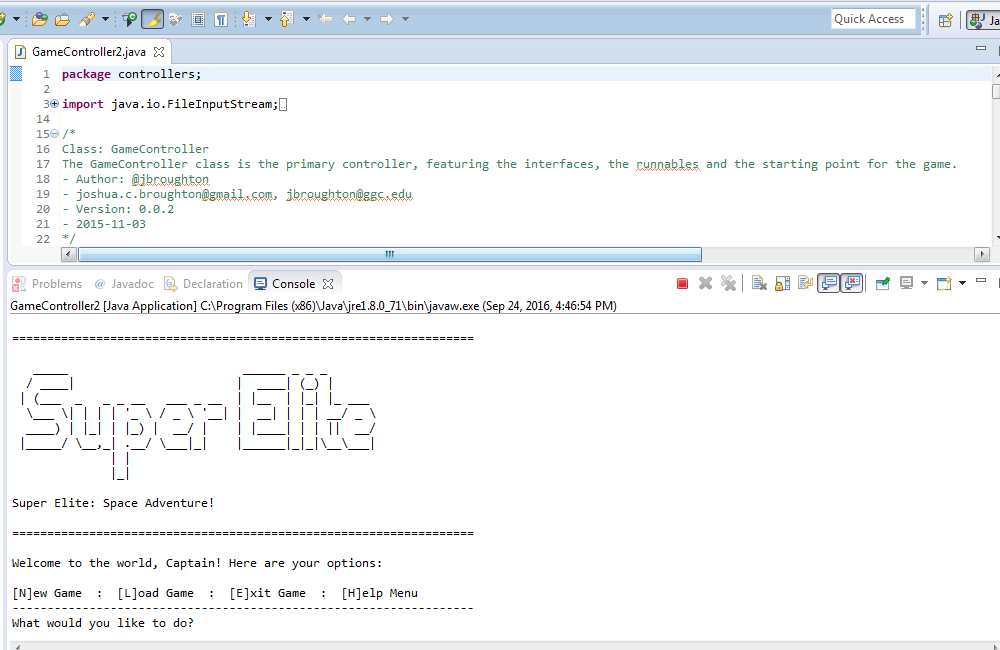 Quick Access
Ja
GameController2.java
1 package controllers;
2
3 import java.io.FileInputStream;
14
15 /*
16 Class: GameController
17 The GameController class is the primary controller, featuring the interfaces, the runnables and the starting point for the game.
18 - Author: @jbroughton
19 - joshua.c.broughton@gmail.com, jbroughton@ggc.edu
20 - Version: 0.0.2
21 - 2015-11-03
22 */
Problems @ Javadoc Declaration Console
GameController2 [Java Application] C:\Program Files (x86)\Java\jre1.8.0_71\bin\javaw.exe (Sep 24, 2016, 4:46:54 PM)
==================================================================
Super Elite
Super Elite: Space Adventure!
==================================================================
Welcome to the world, Captain! Here are your options:
[N]ew Game : [L]oad Game : [E]xit Game : [H]elp Menu
------------------------------------------------------------------
What would you like to do?